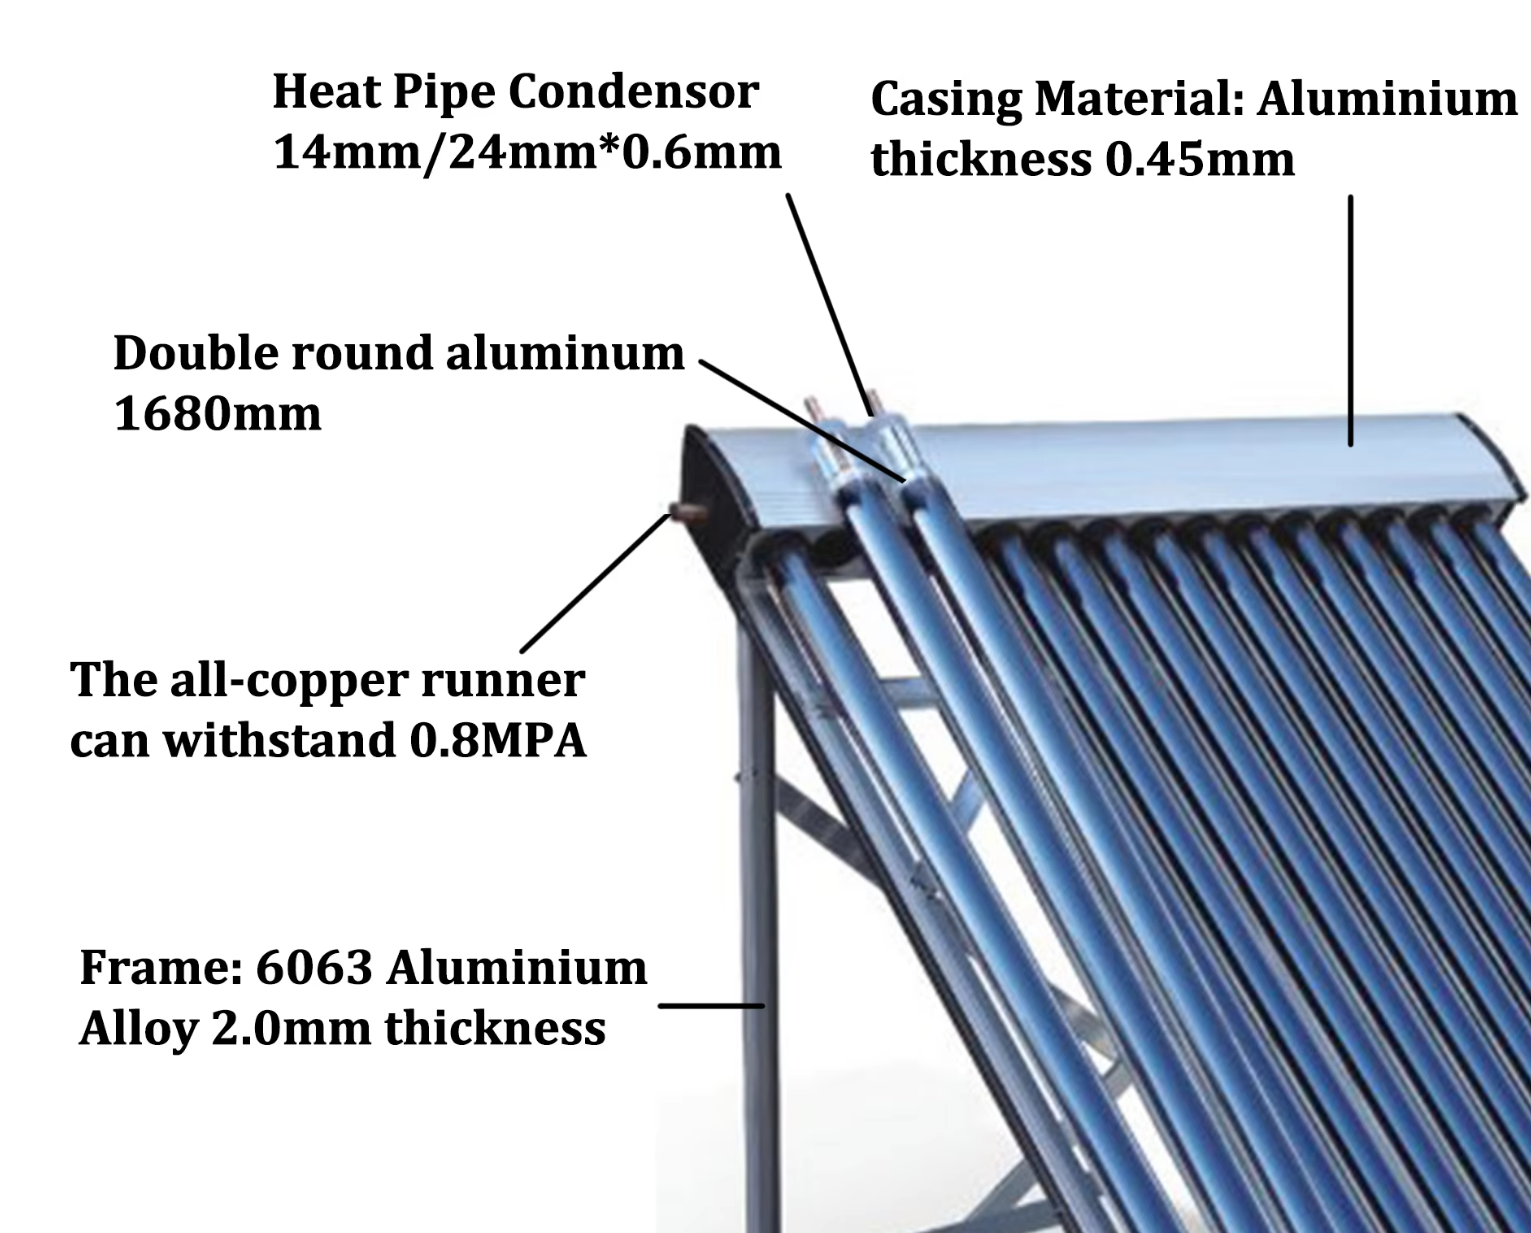 Heat Pipe Condensor
14mm/24mm*0.6mm
Casing Material: Aluminium
thickness 0.45mm
Double round aluminum
1680mm
The all-copper runner
can withstand 0.8MPA
Frame: 6063 Aluminium
Alloy 2.0mm thickness